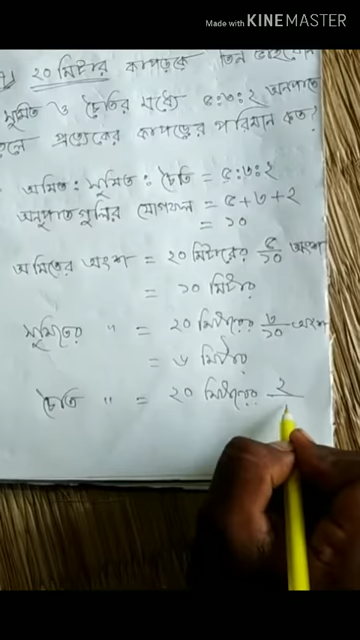 Made with KINEMASTER
২০ মিটার কাপড়কে তিন ভাইবোন
সুমিত ও চৈতির মধ্যে ৫:৩:২ অনুপাতে
প্রত্যেকের কাপড়ের পরিমান কত?
অমিত : সুমিত : চৈতি = ৫:৩:২
অনুপাতগুলির যোগফল = ৫+৩+২
= ১০
অমিতের অংশ = ২০ মিটারের ৫/১০ অংশ
= ১০ মিটার
সুমিতের " = ২০ মিটারের ৩/১০ অংশ
= ৬ মিটার
চৈতি " = ২০ মিটারের ২